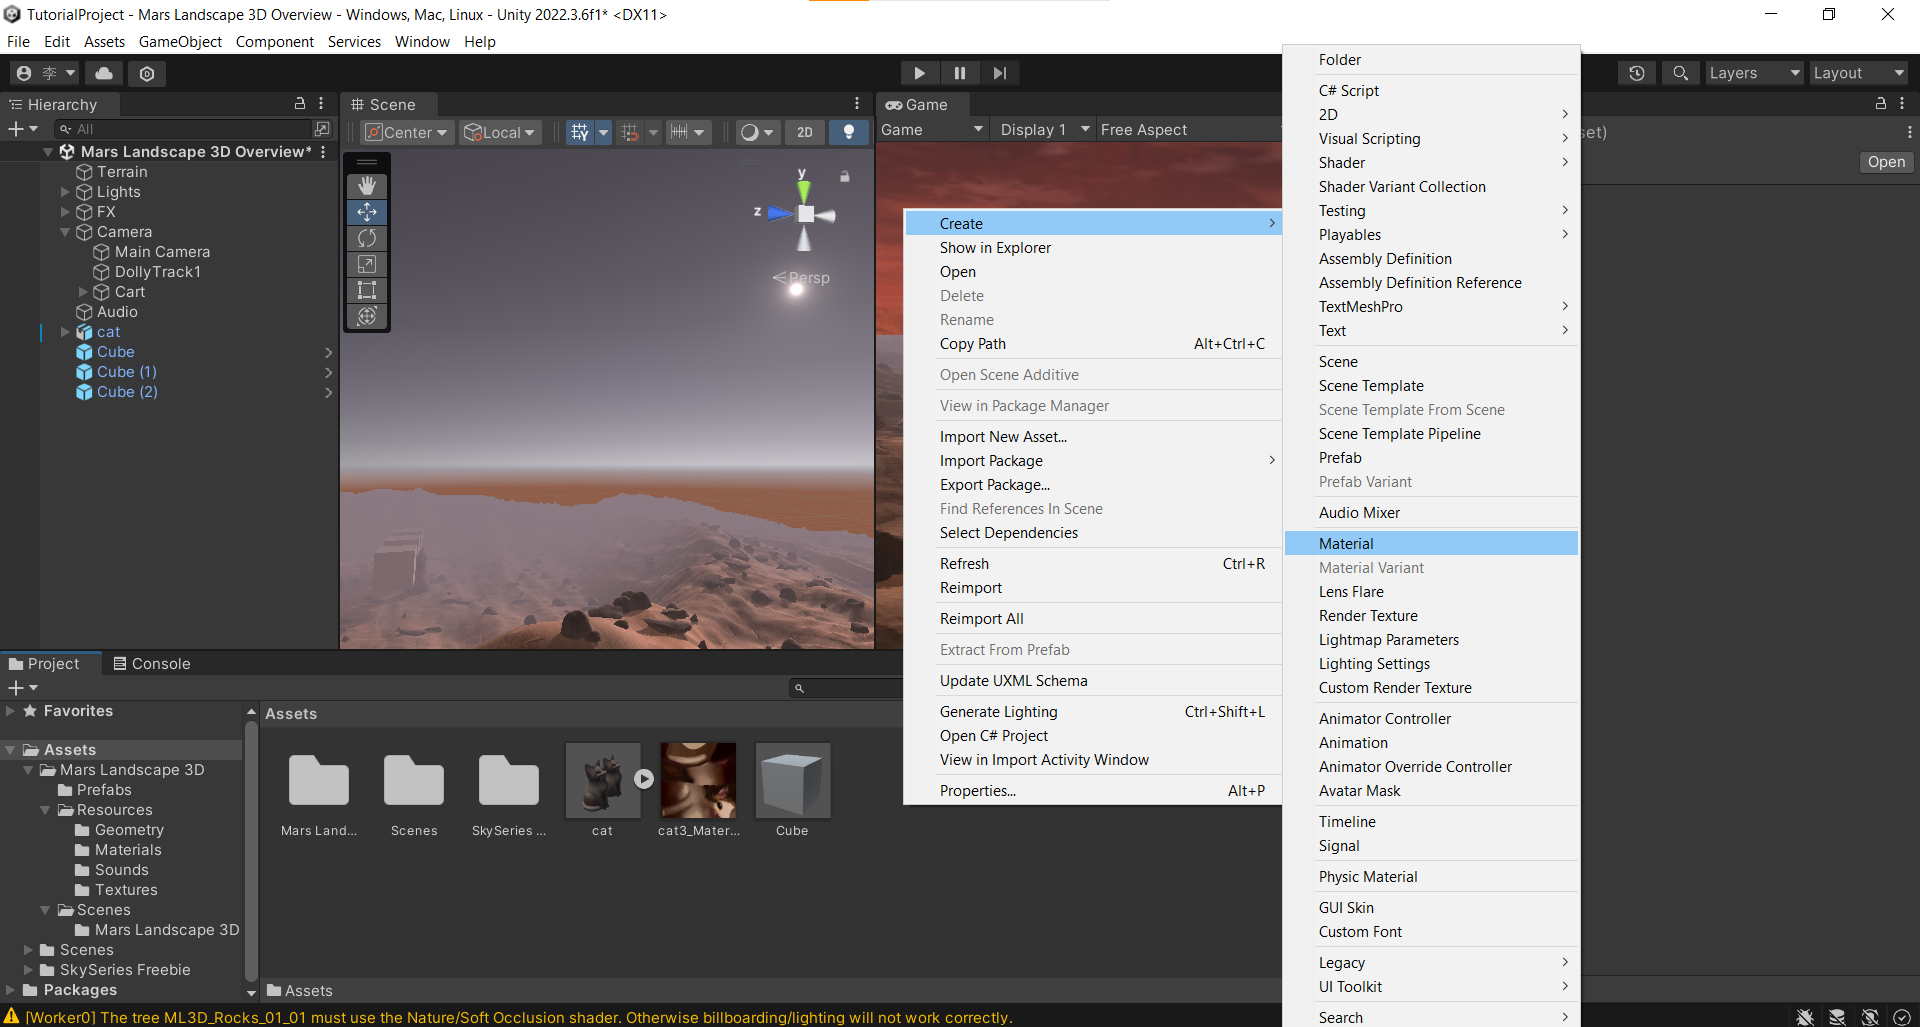 TutorialProject - Mars Landscape 3D Overview - Windows, Mac, Linux - Unity 2022.3.6f1* <DX11>
File Edit Assets GameObject Component Services Window Help
李
Layers
Layout
Hierarchy
All
Mars Landscape 3D Overview*
Terrain
Lights
FX
Camera
Main Camera
DollyTrack1
Cart
Audio
cat
Cube
Cube (1)
Cube (2)
Scene
Center
Local
2D
y
z
Persp
Game
Game
Display 1
Free Aspect
set)
Open
Create
Show in Explorer
Open
Delete
Rename
Copy Path Alt+Ctrl+C
Open Scene Additive
View in Package Manager
Import New Asset...
Import Package
Export Package...
Find References In Scene
Select Dependencies
Refresh Ctrl+R
Reimport
Reimport All
Extract From Prefab
Update UXML Schema
Generate Lighting Ctrl+Shift+L
Open C# Project
View in Import Activity Window
Properties... Alt+P
Folder
C# Script
2D
Visual Scripting
Shader
Shader Variant Collection
Testing
Playables
Assembly Definition
Assembly Definition Reference
TextMeshPro
Text
Scene
Scene Template
Scene Template From Scene
Scene Template Pipeline
Prefab
Prefab Variant
Audio Mixer
Material
Material Variant
Lens Flare
Render Texture
Lightmap Parameters
Lighting Settings
Custom Render Texture
Animator Controller
Animation
Animator Override Controller
Avatar Mask
Timeline
Signal
Physic Material
GUI Skin
Custom Font
Legacy
UI Toolkit
Search
Project
Console
Favorites
Assets
Mars Landscape 3D
Prefabs
Resources
Geometry
Materials
Sounds
Textures
Scenes
Mars Landscape 3D
Scenes
SkySeries Freebie
Packages
Assets
Mars Land...
Scenes
SkySeries ...
cat
cat3_Mater...
Cube
Assets
[Worker0] The tree ML3D_Rocks_01_01 must use the Nature/Soft Occlusion shader. Otherwise billboarding/lighting will not work correctly.